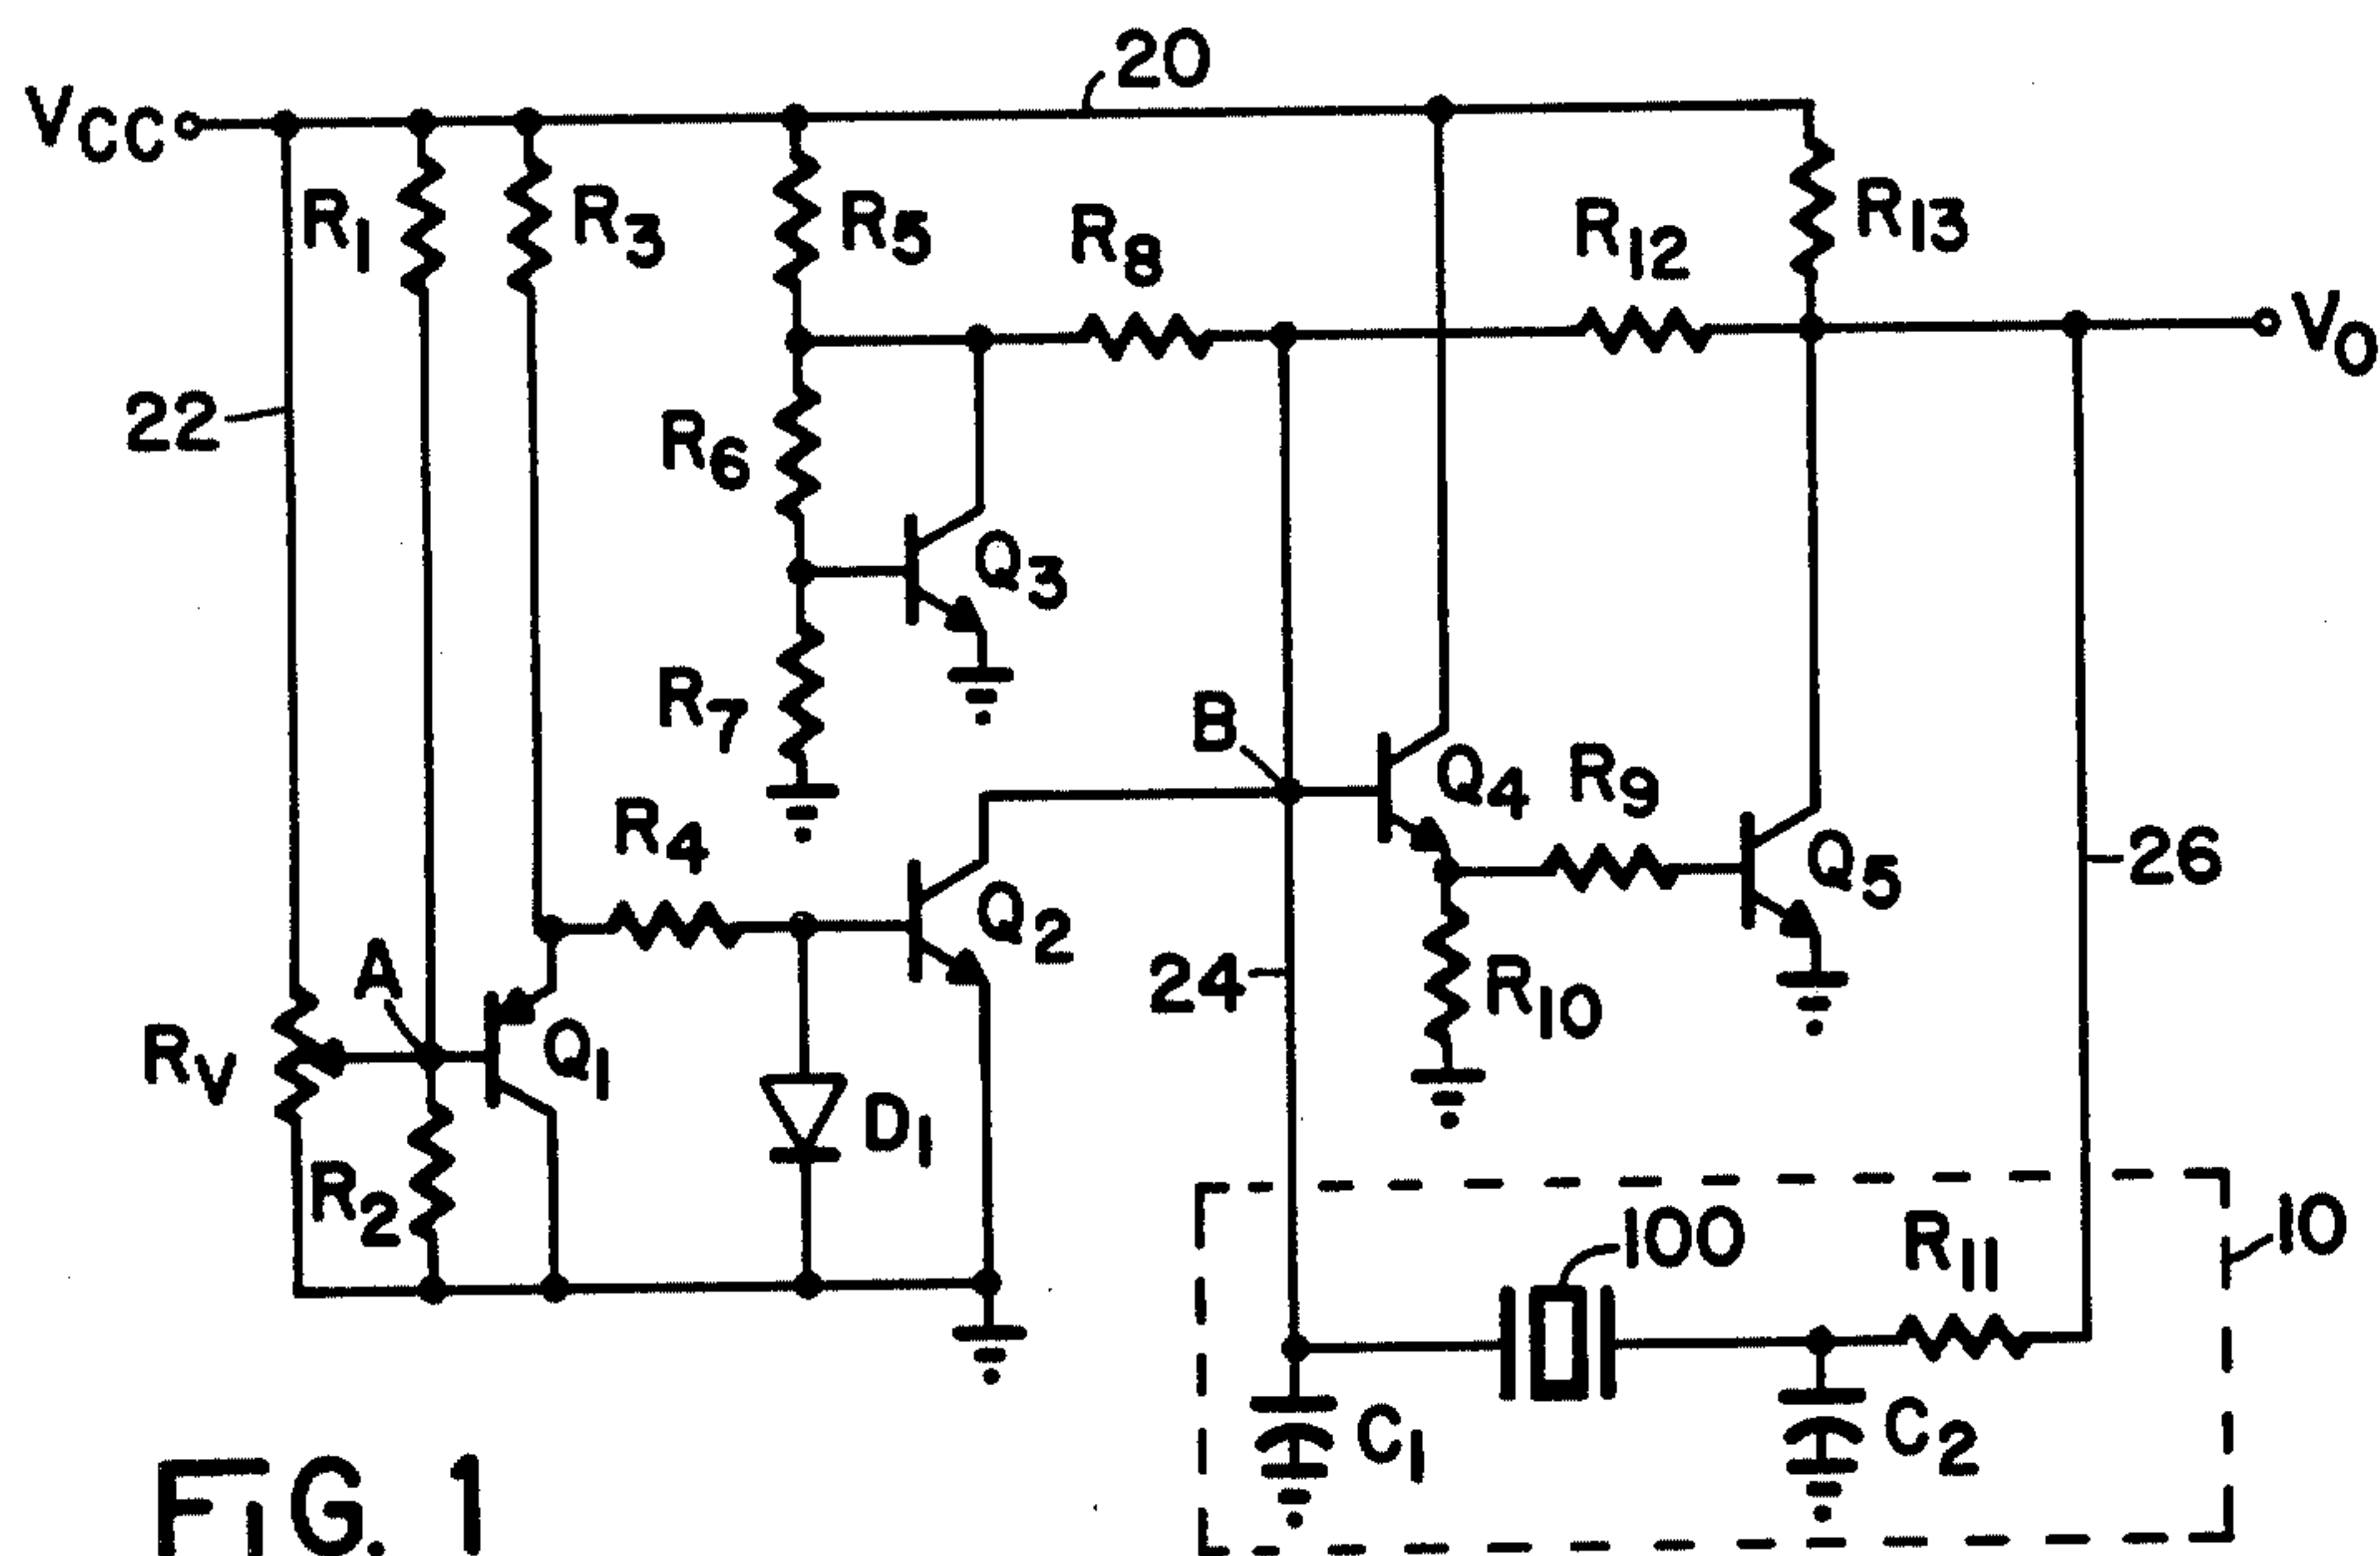 20
VCC
R1
R3
R5
R8
R12
R13
VO
22
R6
Q3
R7
B
Q4
R9
R4
Q5
26
Q2
A
24
R10
RV
Q1
D1
R2
100
R11
10
C1
C2
FIG. 1